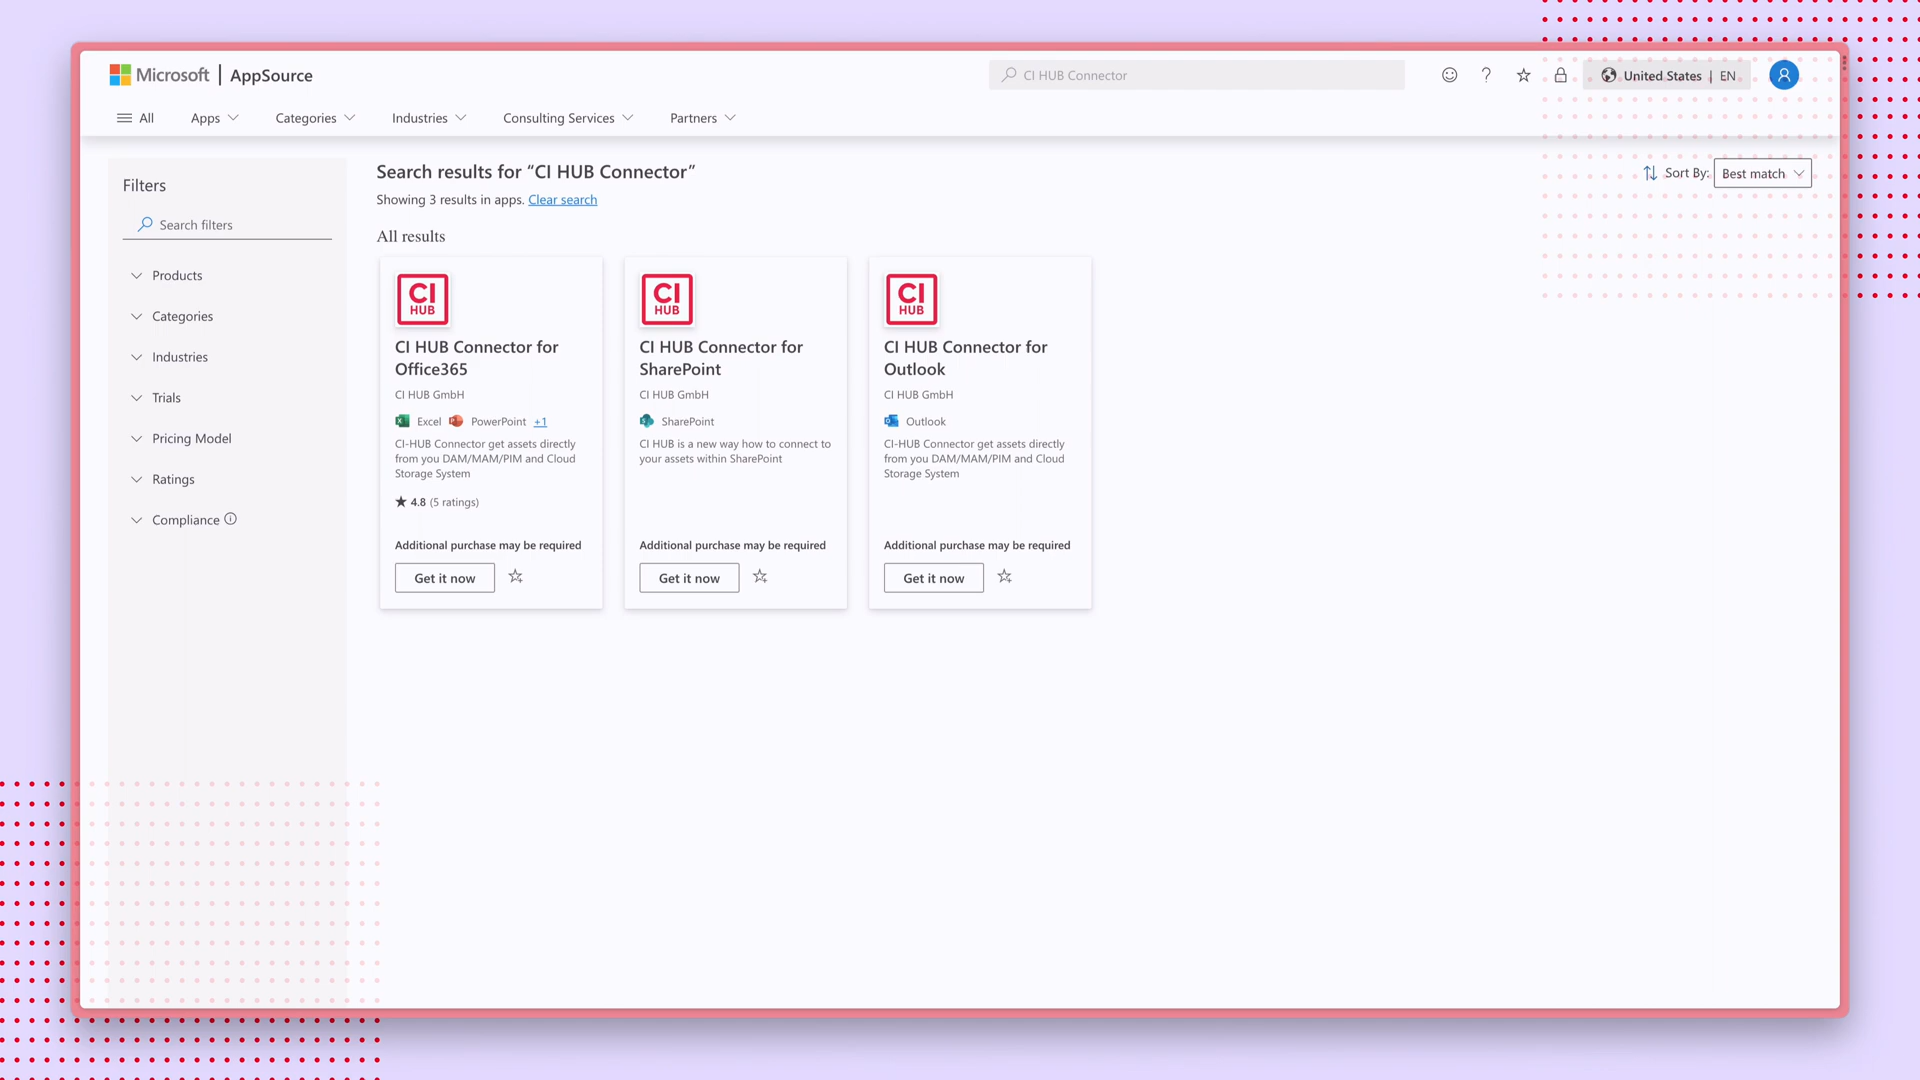 Microsoft | AppSource
CI HUB Connector
United States | EN
All
Apps
Categories
Industries
Consulting Services
Partners
Filters
Search filters
Products
Categories
Industries
Trials
Pricing Model
Ratings
Compliance
Search results for “CI HUB Connector”
Showing 3 results in apps. Clear search
Sort By: Best match
All results
CI
HUB
CI HUB Connector for
Office365
CI HUB GmbH
Excel PowerPoint +1
CI-HUB Connector get assets directly
from you DAM/MAM/PIM and Cloud
Storage System
4.8 (5 ratings)
Additional purchase may be required
Get it now
CI
HUB
CI HUB Connector for
SharePoint
CI HUB GmbH
SharePoint
CI HUB is a new way how to connect to
your assets within SharePoint
Additional purchase may be required
Get it now
CI
HUB
CI HUB Connector for
Outlook
CI HUB GmbH
Outlook
CI-HUB Connector get assets directly
from you DAM/MAM/PIM and Cloud
Storage System
Additional purchase may be required
Get it now